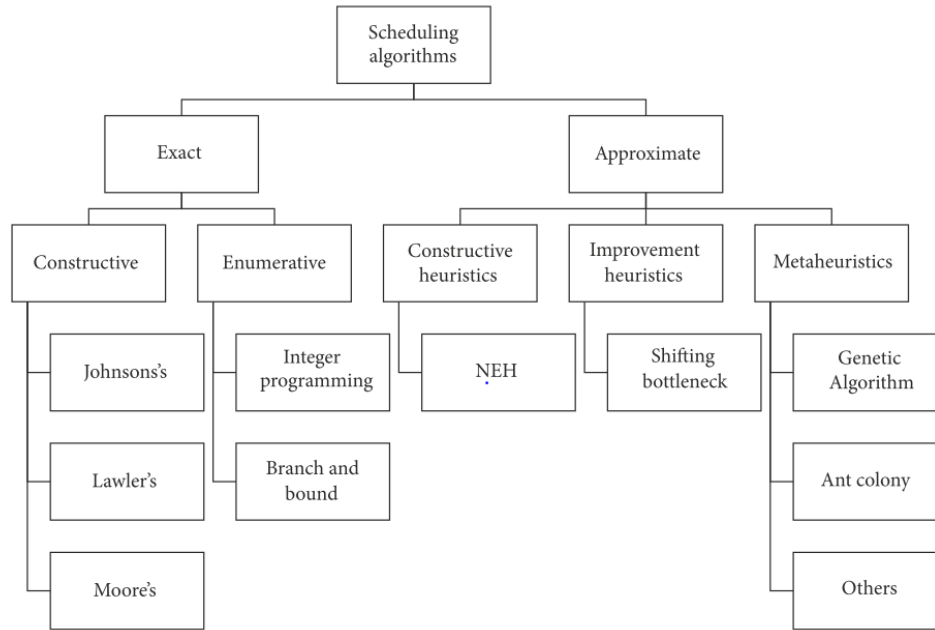 Scheduling
algorithms
Exact
Approximate
Constructive
Enumerative
Constructive
heuristics
Improvement
heuristics
Metaheuristics
Johnsons's
Integer
programming
NEH
Shifting
bottleneck
Genetic
Algorithm
Lawler's
Branch and
bound
Ant colony
Moore's
Others